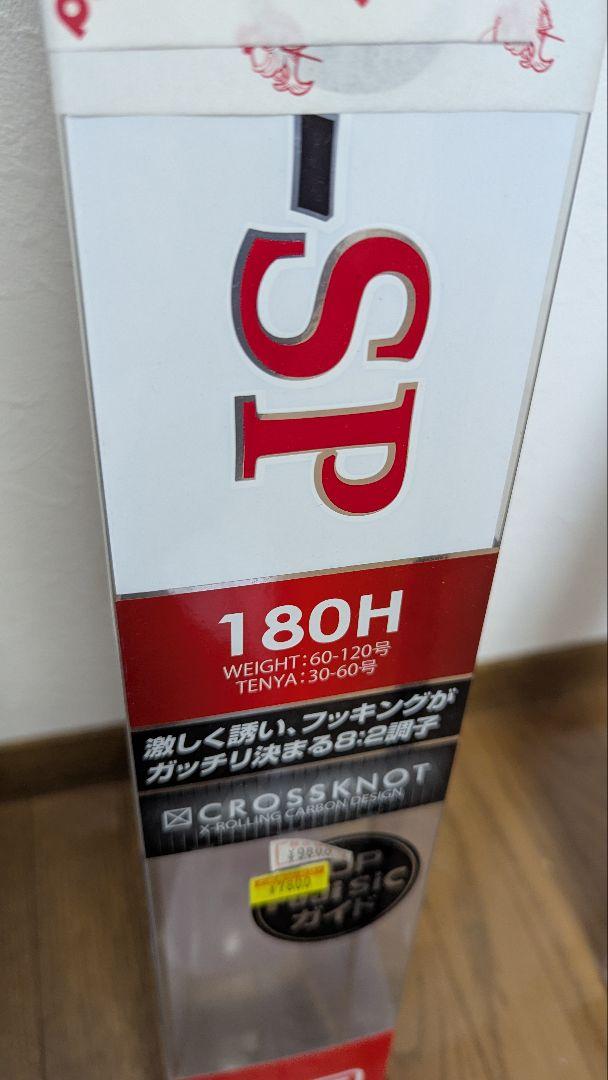 -SP
180H
WEIGHT:60-120号
TENYA:30-60号
激しく誘い、フッキングが
ガッチリ決まる8:2調子
CROSSKNOT
X-ROLLING CARBON DESIGN
¥9800
¥7800
ガイド